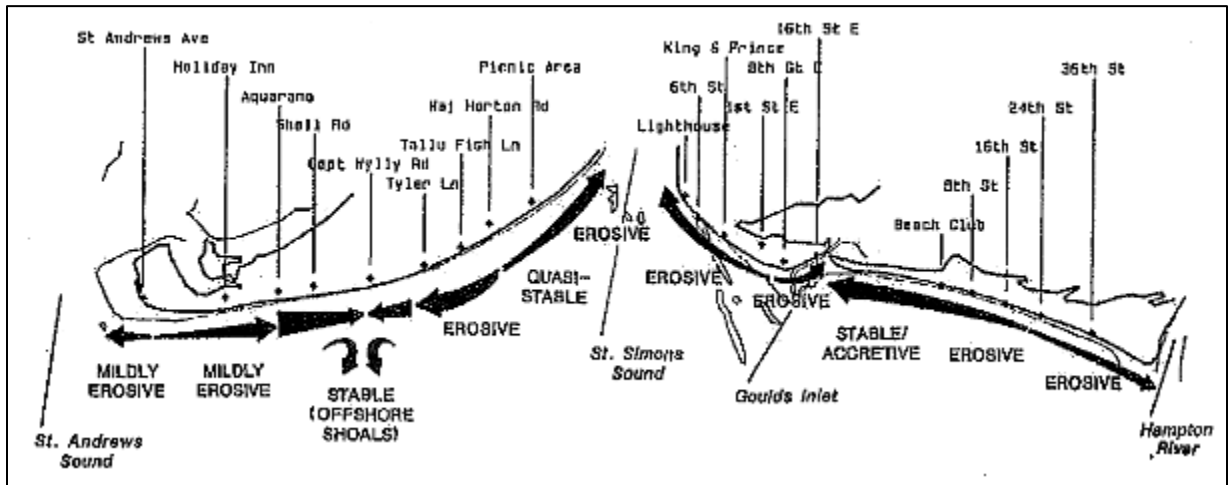 St Andrews Ave
Holiday Inn
Aquarama
Shell Rd
Capt Wylly Rd
Tyler Ln
Tallu Fish Ln
Maj Horton Rd
Picnic Area
Lighthouse
6th St
King & Prince
1st St E
8th St E
16th St E
Beach Club
8th St
16th St
24th St
36th St
MILDLY
EROSIVE
MILDLY
EROSIVE
STABLE
(OFFSHORE
SHOALS)
EROSIVE
QUASI-
STABLE
EROSIVE
EROSIVE
EROSIVE
STABLE/
ACCRETIVE
EROSIVE
EROSIVE
St. Andrews
Sound
St. Simons
Sound
Goulds Inlet
Hampton
River